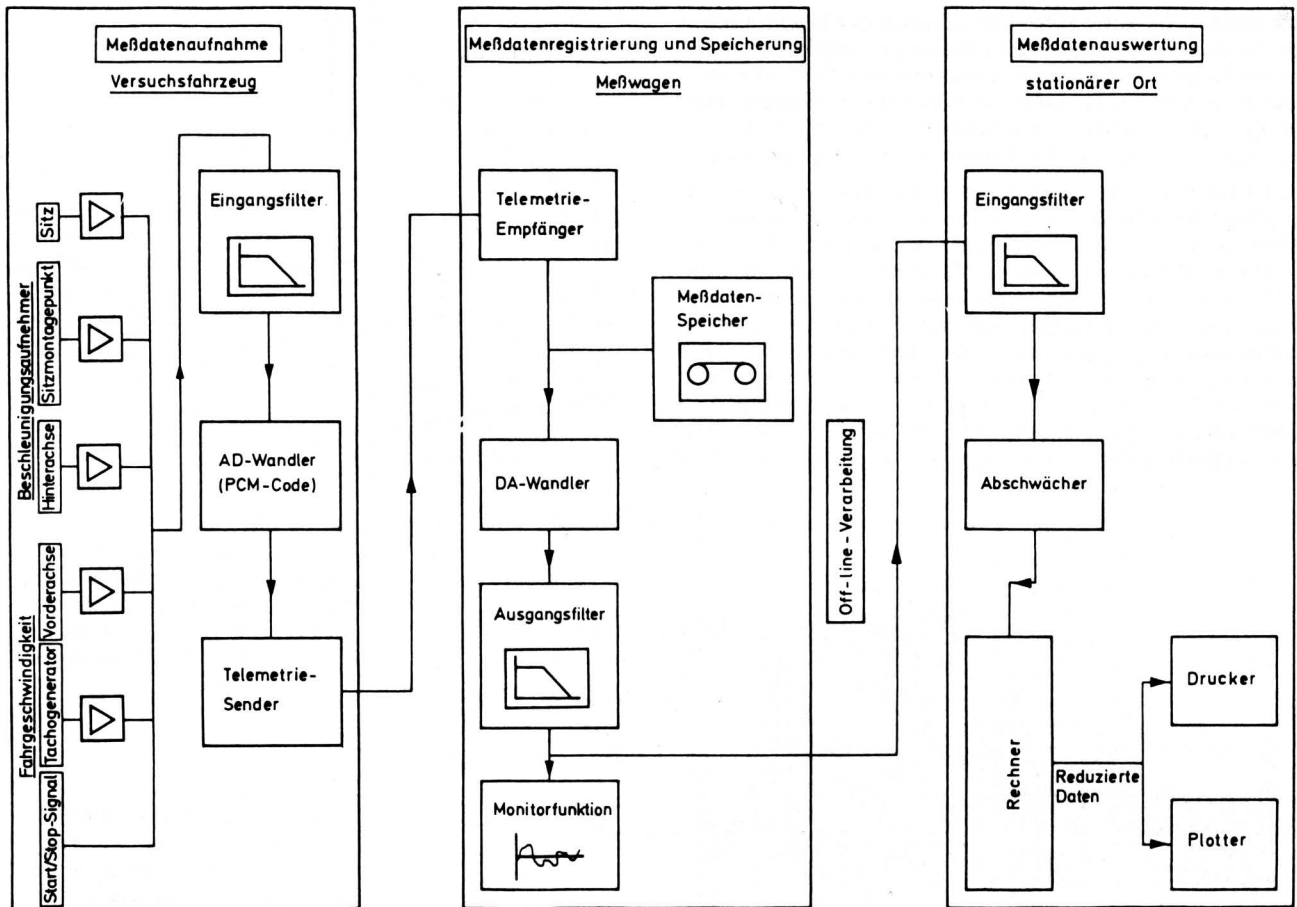 Meßdatenaufnahme
Versuchsfahrzeug
Beschleunigungsaufnehmer
Fahrgeschwindigkeit
Sitz
Sitzmontagepunkt
Hinterachse
Vorderachse
Tachogenerator
Start/Stop-Signal
Eingangsfilter
AD-Wandler
(PCM-Code)
Telemetrie-
Sender
Meßdatenregistrierung und Speicherung
Meßwagen
Telemetrie-
Empfänger
Meßdaten-
Speicher
DA-Wandler
Ausgangsfilter
Monitorfunktion
Off-line-Verarbeitung
Meßdatenauswertung
stationärer Ort
Eingangsfilter
Abschwächer
Rechner
Reduzierte
Daten
Drucker
Plotter